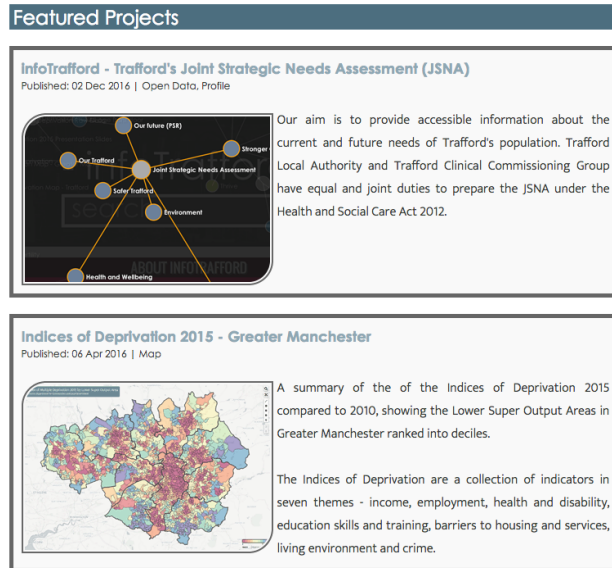 Featured Projects
InfoTrafford - Trafford's Joint Strategic Needs Assessment (JSNA)
Published: 02 Dec 2016 | Open Data, Profile
Our future (PSR)
Stronger
Our Trafford
Joint Strategic Needs Assessment
Safer Trafford
Environment
ABOUT INFOTRAFFORD
Health and Wellbeing
Our aim is to provide accessible information about the
current and future needs of Trafford's population. Trafford
Local Authority and Trafford Clinical Commissioning Group
have equal and joint duties to prepare the JSNA under the
Health and Social Care Act 2012.
Indices of Deprivation 2015 - Greater Manchester
Published: 06 Apr 2016 | Map
A summary of the of the Indices of Deprivation 2015
compared to 2010, showing the Lower Super Output Areas in
Greater Manchester ranked into deciles.
The Indices of Deprivation are a collection of indicators in
seven themes - income, employment, health and disability,
education skills and training, barriers to housing and services,
living environment and crime.